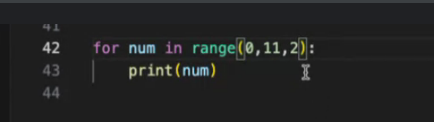 41
42 for num in range(0,11,2):
43     print(num)
44